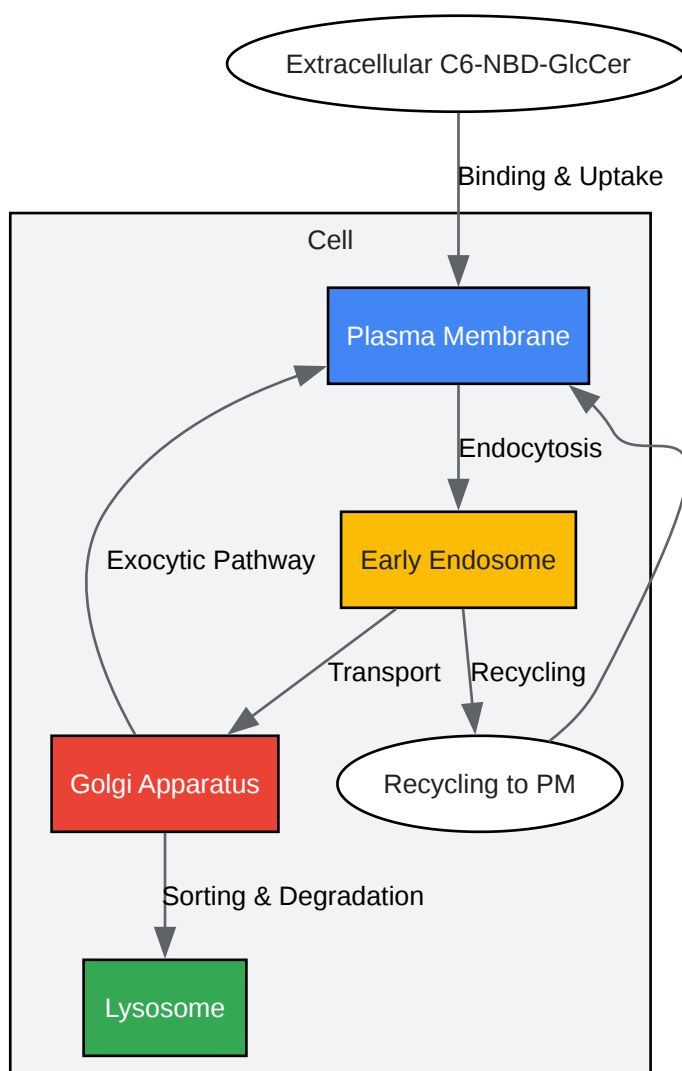 Extracellular C6-NBD-GlcCer
Binding & Uptake
Cell
Plasma Membrane
Endocytosis
Exocytic Pathway
Early Endosome
Transport
Recycling
Golgi Apparatus
Recycling to PM
Sorting & Degradation
Lysosome